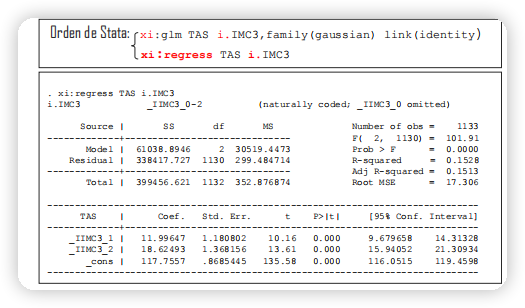 Orden de Stata: xi:glm TAS i.IMC3,family(gaussian) link(identity)
xi:regress TAS i.IMC3
. xi:regress TAS i.IMC3
i.IMC3 _IIMC3_0-2 (naturally coded; _IIMC3_0 omitted)
Source | SS df MS Number of obs = 1133
-------------+------------------------------ F( 2, 1130) = 101.91
Model | 61038.8946 2 30519.4473 Prob > F = 0.0000
Residual | 338417.727 1130 299.484714 R-squared = 0.1528
-------------+------------------------------ Adj R-squared = 0.1513
Total | 399456.621 1132 352.876874 Root MSE = 17.306
------------------------------------------------------------------------------
TAS | Coef. Std. Err. t P>|t| [95% Conf. Interval]
-------------+----------------------------------------------------------------
_IIMC3_1 | 11.99647 1.180802 10.16 0.000 9.679658 14.31328
_IIMC3_2 | 18.62493 1.368156 13.61 0.000 15.94052 21.30934
_cons | 117.7557 .8685445 135.58 0.000 116.0515 119.4598
------------------------------------------------------------------------------